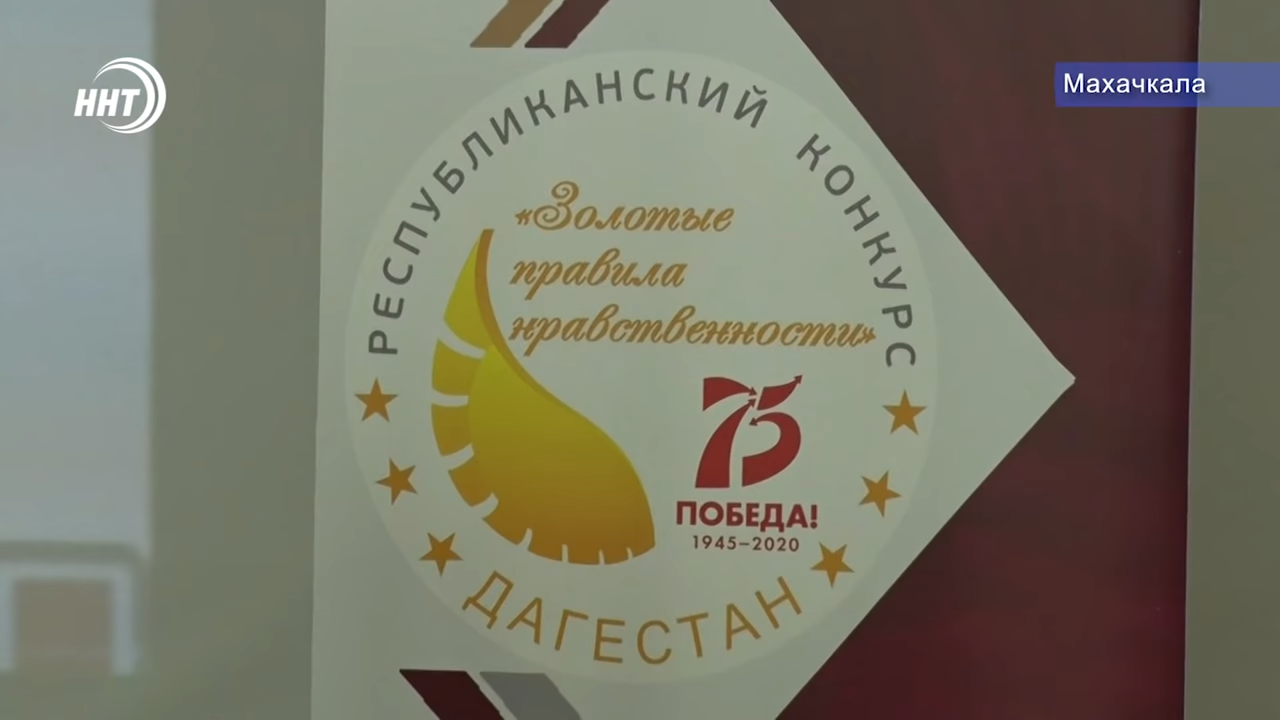 ННТ
Махачкала
РЕСПУБЛИКАНСКИЙ КОНКУРС
«Золотые
правила
нравственности»
75
ПОБЕДА!
1945–2020
ДАГЕСТАН